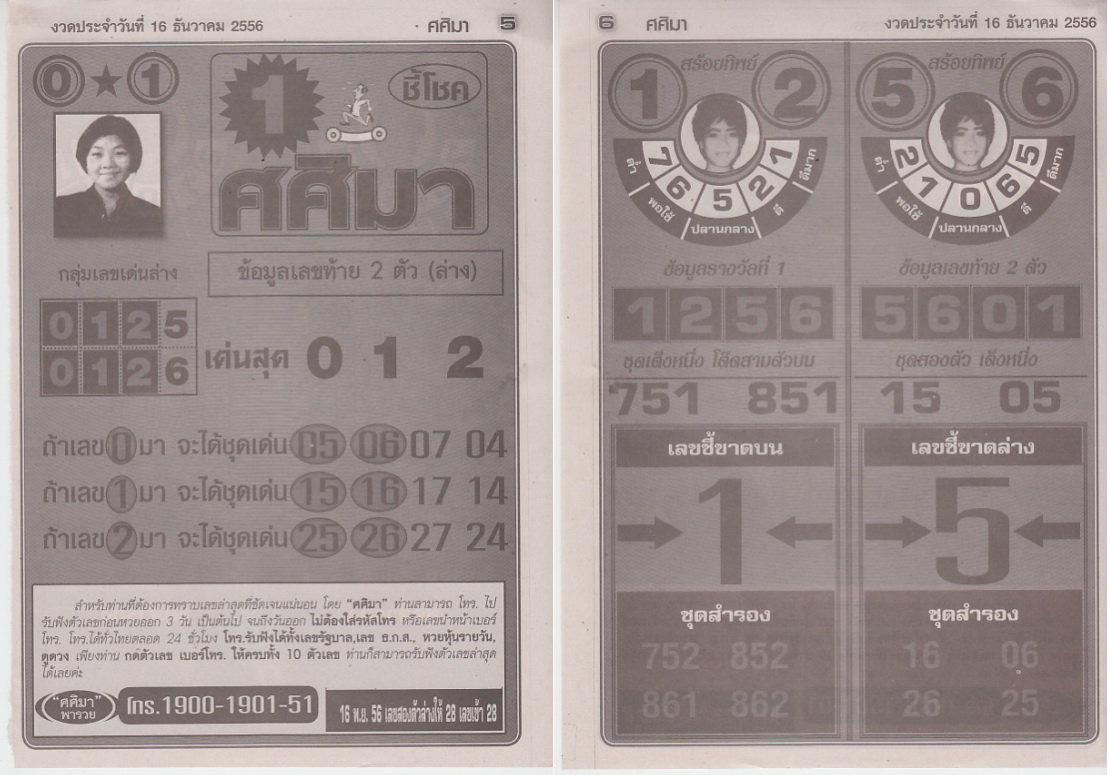 งวดประจำวันที่ 16 ธันวาคม 2556
ศศิมา 5
0 ★ 1
1
ชี้โชค
ศศิมา
กลุ่มเลขเด่นล่าง
ข้อมูลเลขท้าย 2 ตัว (ล่าง)
0 1 2 5
0 1 2 6
เด่นสุด 0 1 2
ถ้าเลข 0 มา จะได้ชุดเด่น 05 06 07 04
ถ้าเลข 1 มา จะได้ชุดเด่น 15 16 17 14
ถ้าเลข 2 มา จะได้ชุดเด่น 25 26 27 24
สำหรับท่านที่ต้องการทราบเลขล่าสุดที่ชัดเจนแน่นอน โดย "ศศิมา" ท่านสามารถ โทร. ไป
รับฟังตัวเลขก่อนหวยออก 3 วัน เป็นต้นไป จนถึงวันออก ไม่ต้องใส่รหัสโทร หรือเลขนำหน้าเบอร์
โทร. โทร.ได้ทั่วไทยตลอด 24 ชั่วโมง โทร.รับฟังได้ทั้งเลขรัฐบาล,เลข ธ.ก.ส., หวยหุ้นรายวัน,
ดูดวง เพียงท่าน กดตัวเลข เบอร์โทร. ให้ครบทั้ง 10 ตัวเลข ท่านก็สามารถรับฟังตัวเลขล่าสุด
ได้เลยค่ะ
"ศศิมา"
พารวย
โทร.1900-1901-51
16 พ.ย. 56 เลขสองตัวล่างให้ 28 เลขเข้า 28
6 ศศิมา
งวดประจำวันที่ 16 ธันวาคม 2556
1 สร้อยทิพย์ 2
7 6 5 2 1
ต่ำ พอใช้ ปลานกลาง ดี ดีมาก
ข้อมูลรางวัลที่ 1
1 2 5 6
ชุดเต็งหนึ่ง โต๊ดสามตัวบน
751 851
เลขชี้ขาดบน
1
ชุดสำรอง
752 852
861 862
5 สร้อยทิพย์ 6
2 1 0 6 5
ต่ำ พอใช้ ปลานกลาง ดี ดีมาก
ข้อมูลเลขท้าย 2 ตัว
5 6 0 1
ชุดสองตัว เต็งหนึ่ง
15 05
เลขชี้ขาดล่าง
5
ชุดสำรอง
16 06
26 25